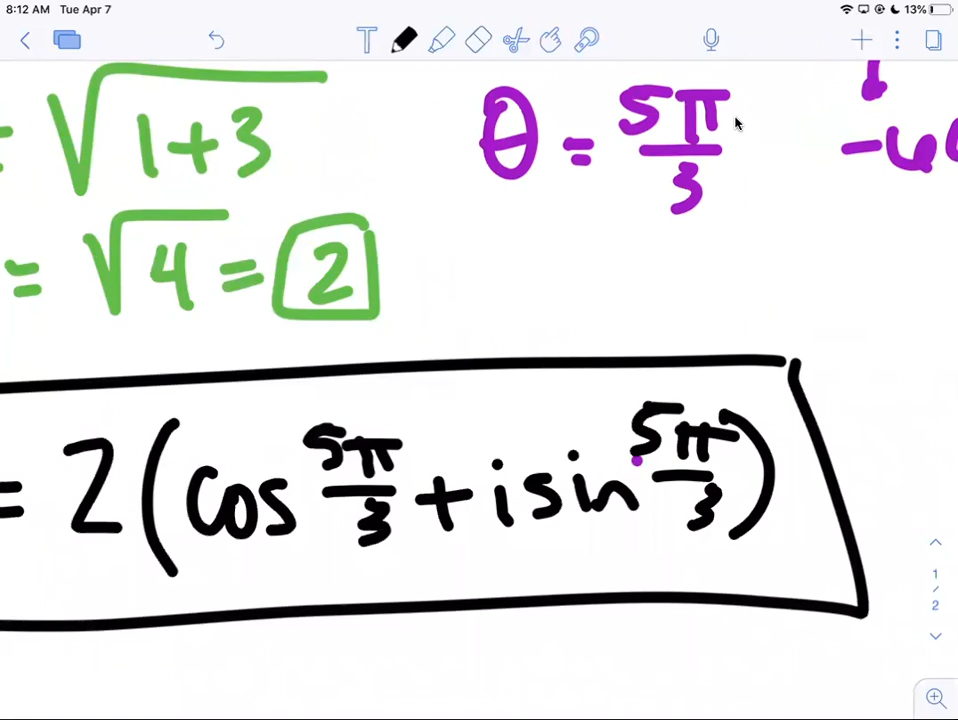 8:12 AM Tue Apr 7
13%
T
= √(1+3)
= √4 = 2
θ = 5π/3
= 2(cos 5π/3 + i sin 5π/3)
1
/
2